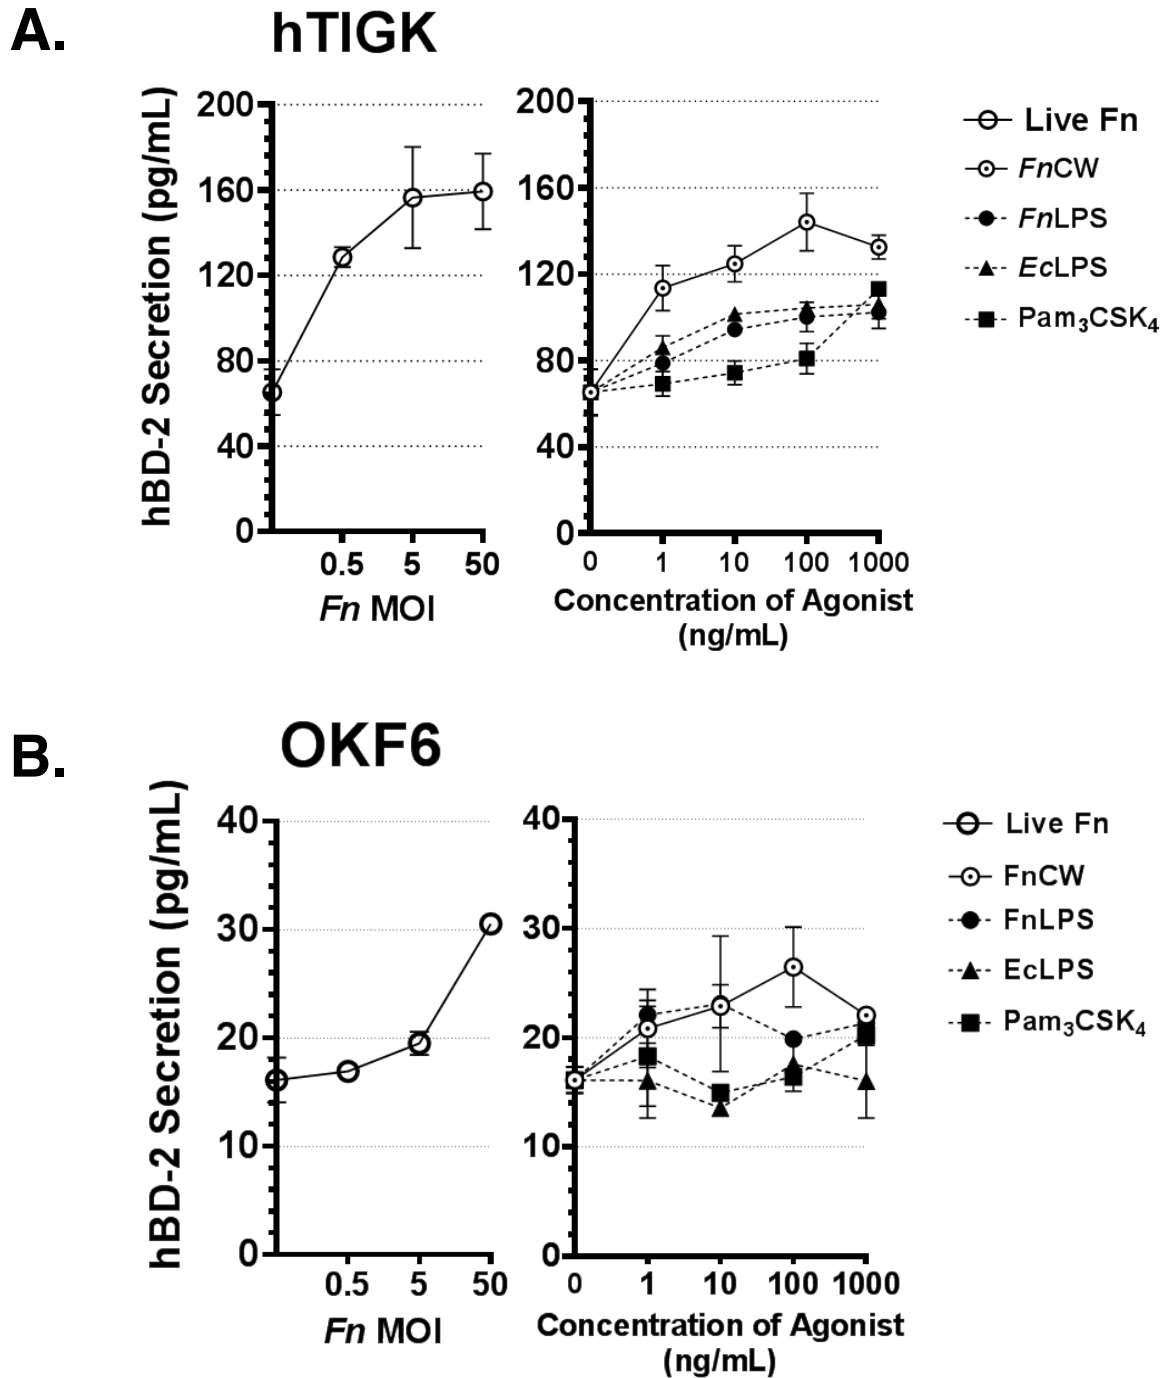 A.
hTIGK
hBD-2 Secretion (pg/mL)
200
160
120
80
40
0
0.5 5 50
Fn MOI
200
160
120
80
40
0
0 1 10 100 1000
Concentration of Agonist
(ng/mL)
Live Fn
FnCW
FnLPS
EcLPS
Pam3CSK4
B.
OKF6
hBD-2 Secretion (pg/mL)
40
30
20
10
0
0.5 5 50
Fn MOI
40
30
20
10
0
0 1 10 100 1000
Concentration of Agonist
(ng/mL)
Live Fn
FnCW
FnLPS
EcLPS
Pam3CSK4